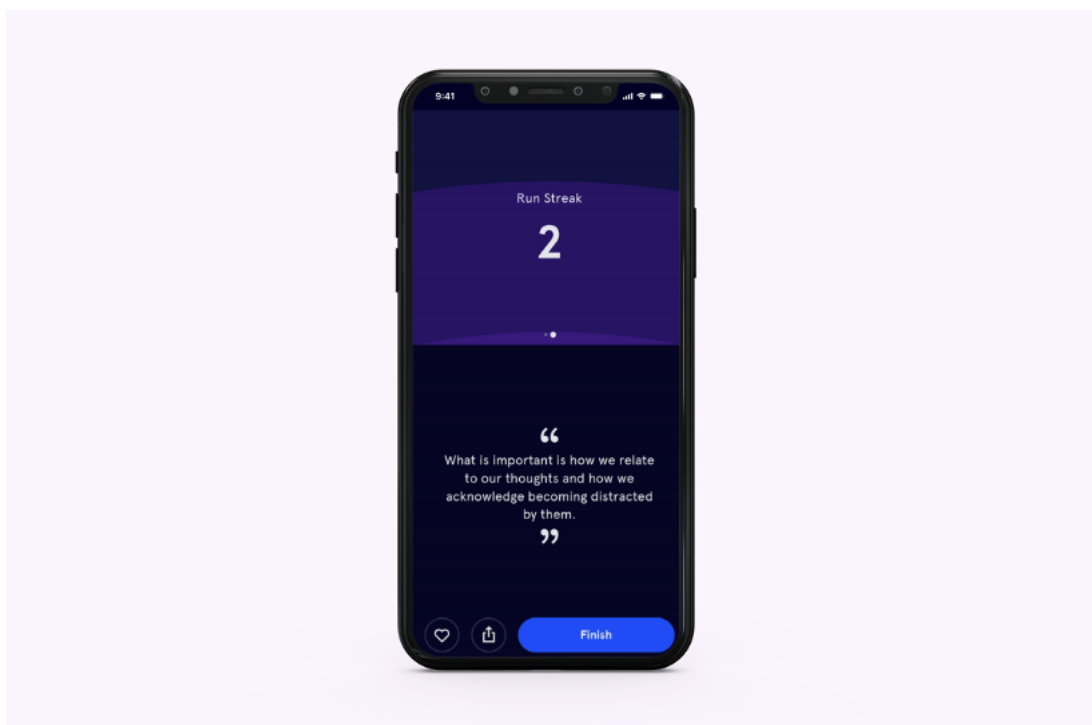 9:41
Run Streak
2
“
What is important is how we relate
to our thoughts and how we
acknowledge becoming distracted
by them.
”
Finish